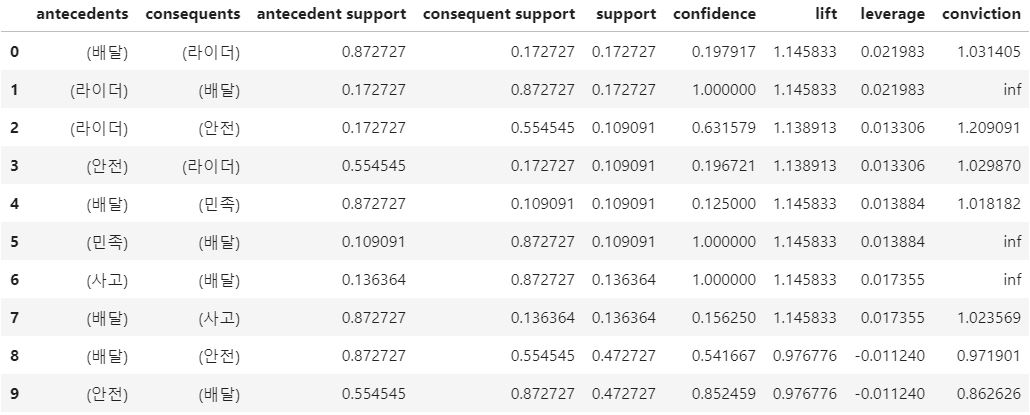 antecedents consequents antecedent support consequent support support confidence lift leverage conviction
0 (배달) (라이더) 0.872727 0.172727 0.172727 0.197917 1.145833 0.021983 1.031405
1 (라이더) (배달) 0.172727 0.872727 0.172727 1.000000 1.145833 0.021983 inf
2 (라이더) (안전) 0.172727 0.554545 0.109091 0.631579 1.138913 0.013306 1.209091
3 (안전) (라이더) 0.554545 0.172727 0.109091 0.196721 1.138913 0.013306 1.029870
4 (배달) (민족) 0.872727 0.109091 0.109091 0.125000 1.145833 0.013884 1.018182
5 (민족) (배달) 0.109091 0.872727 0.109091 1.000000 1.145833 0.013884 inf
6 (사고) (배달) 0.136364 0.872727 0.136364 1.000000 1.145833 0.017355 inf
7 (배달) (사고) 0.872727 0.136364 0.136364 0.156250 1.145833 0.017355 1.023569
8 (배달) (안전) 0.872727 0.554545 0.472727 0.541667 0.976776 -0.011240 0.971901
9 (안전) (배달) 0.554545 0.872727 0.472727 0.852459 0.976776 -0.011240 0.862626